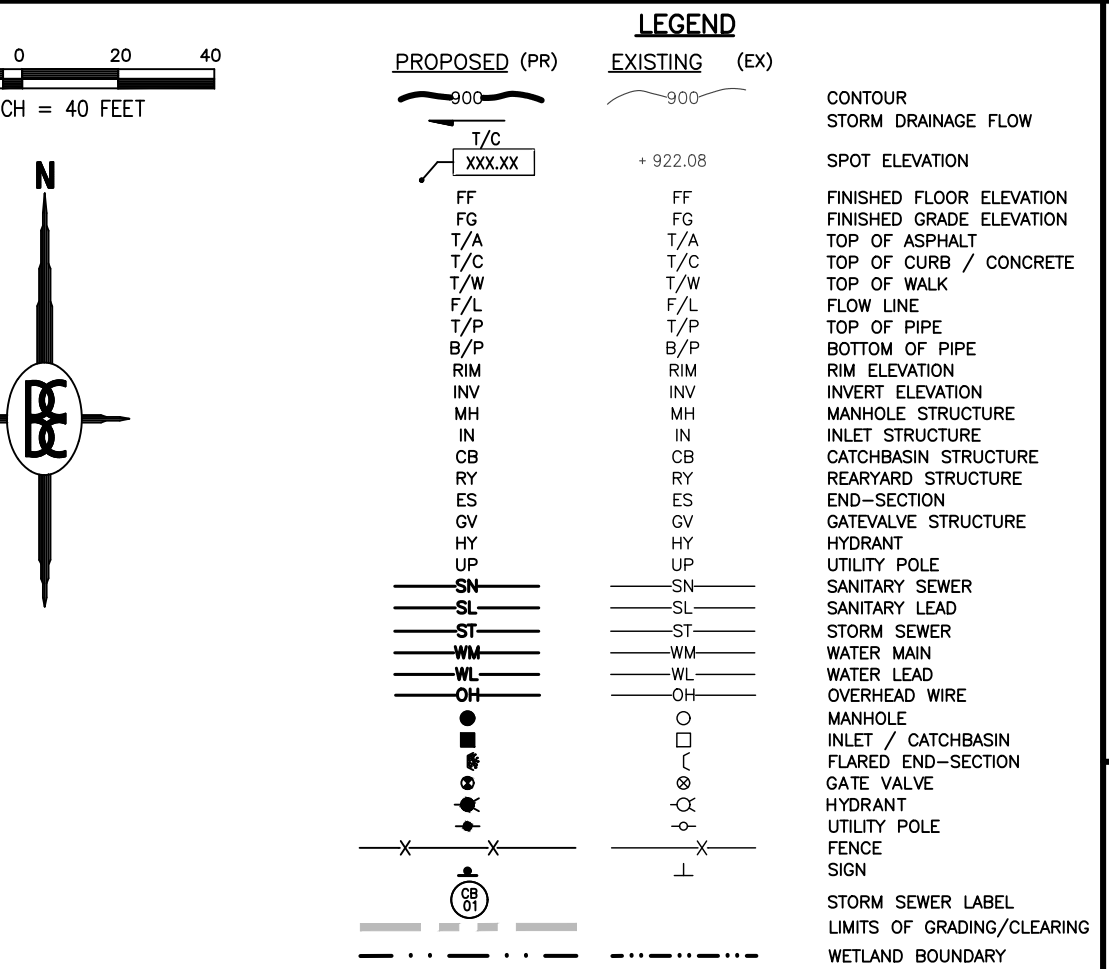 LEGEND
0 20 40
CH = 40 FEET
PROPOSED (PR) EXISTING (EX)
900 900 CONTOUR
STORM DRAINAGE FLOW
T/C
XXX.XX + 922.08 SPOT ELEVATION
N
FF FF FINISHED FLOOR ELEVATION
FG FG FINISHED GRADE ELEVATION
T/A T/A TOP OF ASPHALT
T/C T/C TOP OF CURB / CONCRETE
T/W T/W TOP OF WALK
F/L F/L FLOW LINE
T/P T/P TOP OF PIPE
B/P B/P BOTTOM OF PIPE
RIM RIM RIM ELEVATION
INV INV INVERT ELEVATION
MH MH MANHOLE STRUCTURE
IN IN INLET STRUCTURE
CB CB CATCHBASIN STRUCTURE
RY RY REARYARD STRUCTURE
ES ES END-SECTION
GV GV GATEVALVE STRUCTURE
HY HY HYDRANT
UP UP UTILITY POLE
SN SN SANITARY SEWER
SL SL SANITARY LEAD
ST ST STORM SEWER
WM WM WATER MAIN
WL WL WATER LEAD
OH OH OVERHEAD WIRE
MANHOLE
INLET / CATCHBASIN
FLARED END-SECTION
GATE VALVE
HYDRANT
UTILITY POLE
X X X FENCE
SIGN
CB
01 STORM SEWER LABEL
LIMITS OF GRADING/CLEARING
WETLAND BOUNDARY